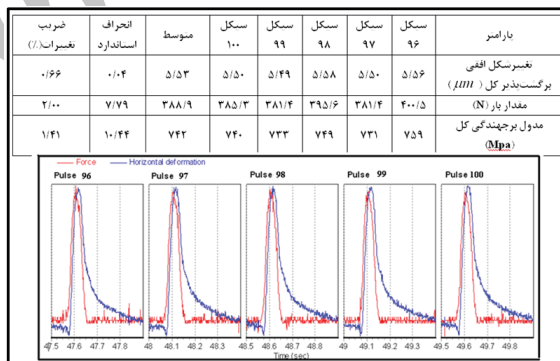 پارامتر سیکل ۹۶ سیکل ۹۷ سیکل ۹۸ سیکل ۹۹ سیکل ۱۰۰ متوسط انحراف استاندارد ضریب تغییرات(٪)
تغییرشکل افقی برگشت‌پذیر کل (μm) ۵/۵۶ ۵/۵۰ ۵/۵۸ ۵/۴۹ ۵/۵۰ ۵/۵۳ ۰/۰۴ ۰/۶۶
مقدار بار (N) ۴۰۰/۵ ۳۸۱/۴ ۳۹۵/۶ ۳۸۱/۴ ۳۸۵/۳ ۳۸۸/۹ ۷/۷۹ ۲/۰۰
مدول برجهندگی کل (Mpa) ۷۵۹ ۷۳۱ ۷۴۹ ۷۳۳ ۷۴۰ ۷۴۲ ۱۰/۴۴ ۱/۴۱
Force Horizontal deformation
Pulse 96 Pulse 97 Pulse 98 Pulse 99 Pulse 100
47.5 47.6 47.7 47.8 48 48.1 48.2 48.3 48.5 48.6 48.7 48.8 49 49.1 49.2 49.3 49.5 49.6 49.7 49.8
Time (sec)